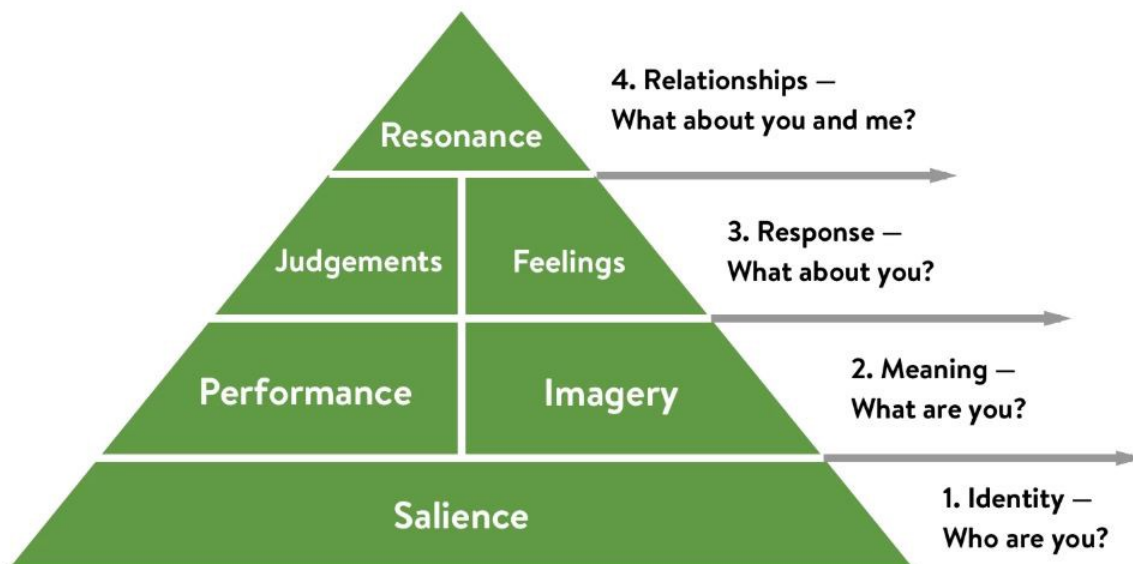 Resonance
4. Relationships —
What about you and me?
Judgements
Feelings
3. Response —
What about you?
Performance
Imagery
2. Meaning —
What are you?
Salience
1. Identity —
Who are you?